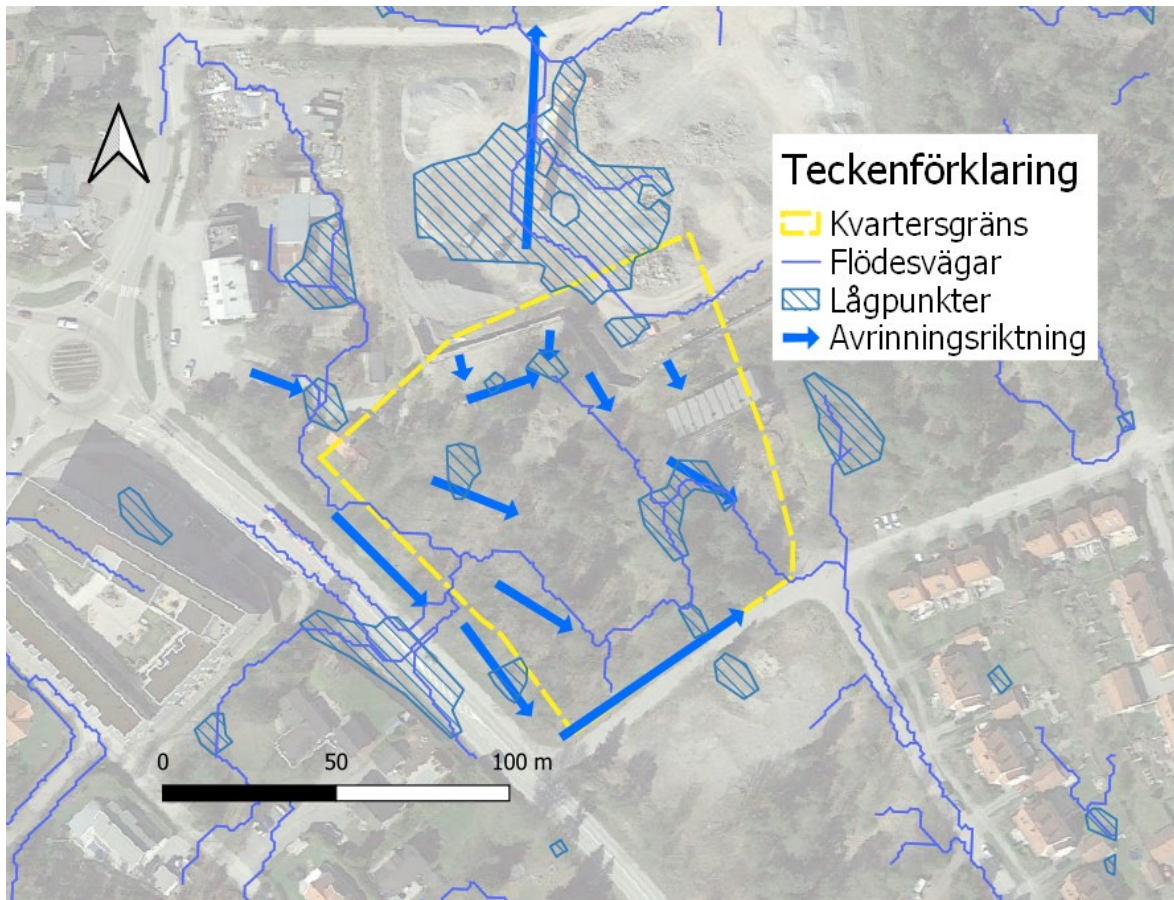 Teckenförklaring
Kvartersgräns
Flödesvägar
Lågpunkter
Avrinningsriktning
0 50 100 m